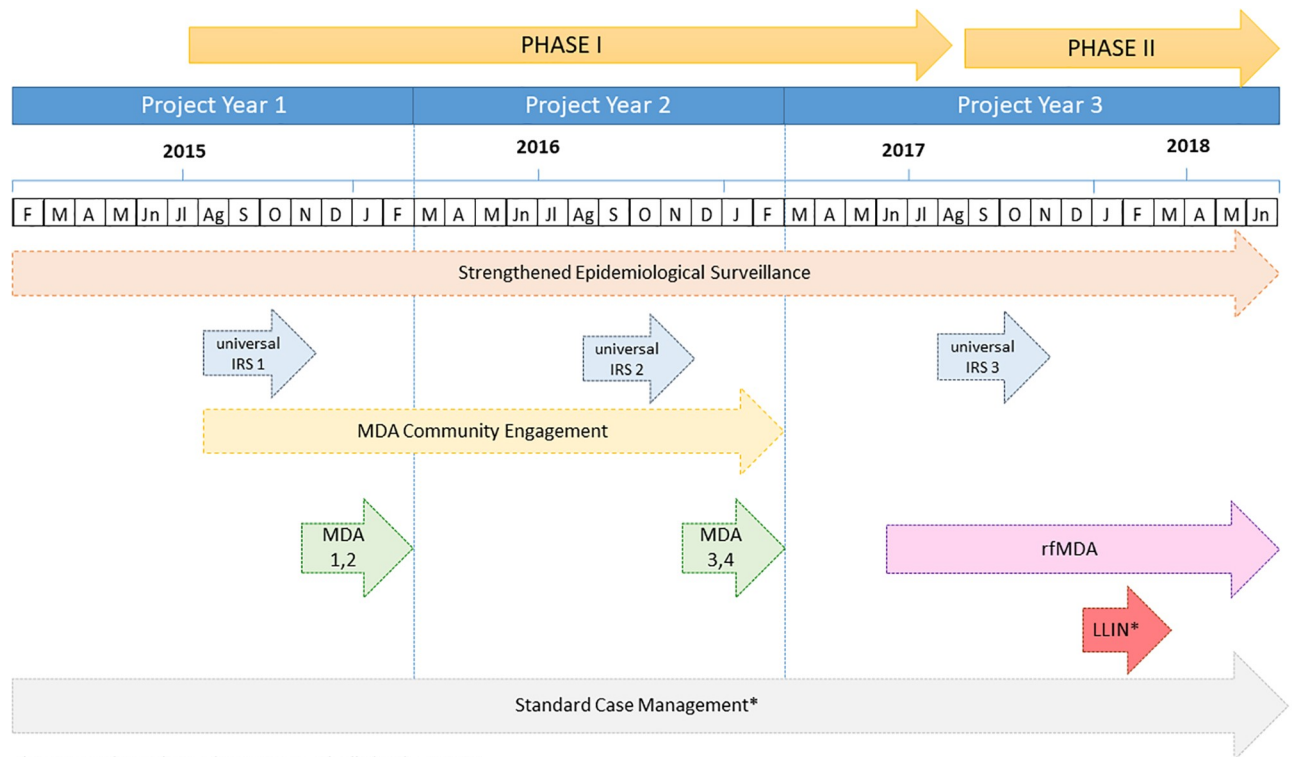 PHASE I
PHASE II
Project Year 1
Project Year 2
Project Year 3
2015
2016
2017
2018
F M A M Jn Jl Ag S O N D J F M A M Jn Jl Ag S O N D J F M A M Jn Jl Ag S O N D J F M A M Jn
Strengthened Epidemiological Surveillance
universal
IRS 1
universal
IRS 2
universal
IRS 3
MDA Community Engagement
MDA
1,2
MDA
3,4
rfMDA
LLIN*
Standard Case Management*